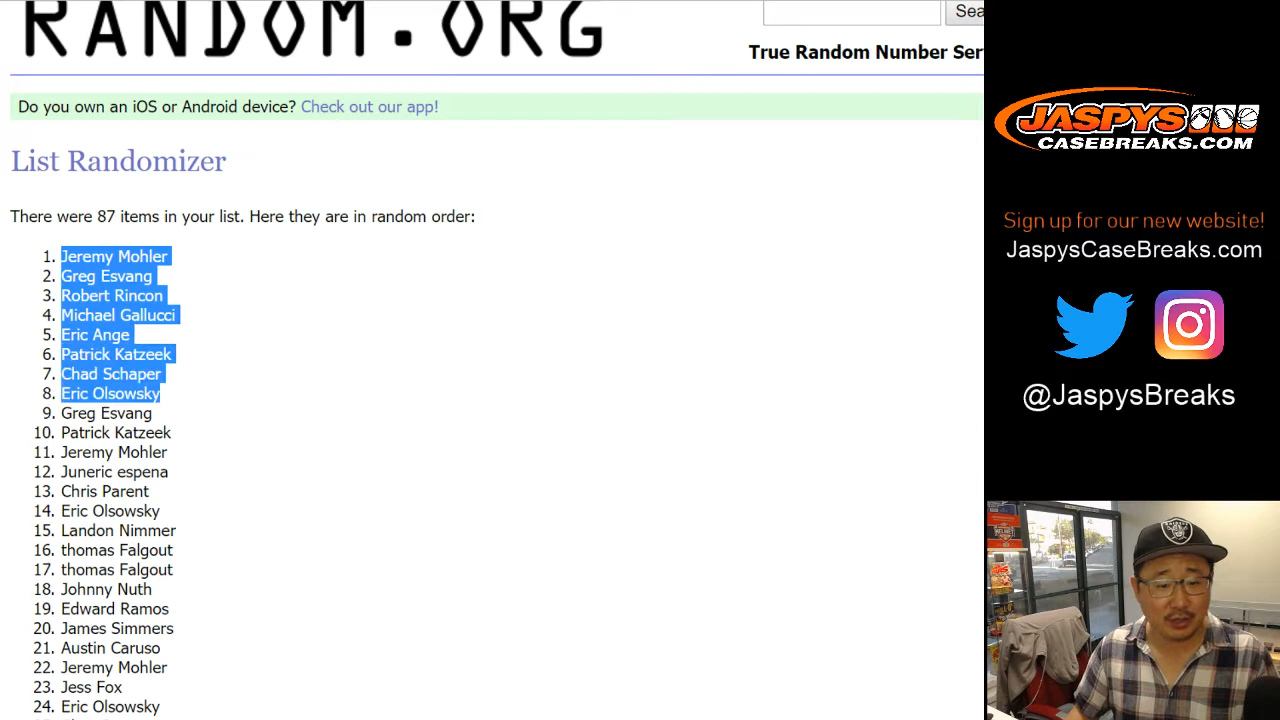 RANDOM.ORG
Sea
True Random Number Ser
Do you own an iOS or Android device? Check out our app!
List Randomizer
There were 87 items in your list. Here they are in random order:
1. Jeremy Mohler
2. Greg Esvang
3. Robert Rincon
4. Michael Gallucci
5. Eric Ange
6. Patrick Katzeek
7. Chad Schaper
8. Eric Olsowsky
9. Greg Esvang
10. Patrick Katzeek
11. Jeremy Mohler
12. Juneric espena
13. Chris Parent
14. Eric Olsowsky
15. Landon Nimmer
16. thomas Falgout
17. thomas Falgout
18. Johnny Nuth
19. Edward Ramos
20. James Simmers
21. Austin Caruso
22. Jeremy Mohler
23. Jess Fox
24. Eric Olsowsky
JASPYS
CASEBREAKS.COM
Sign up for our new website!
JaspysCaseBreaks.com
@JaspysBreaks